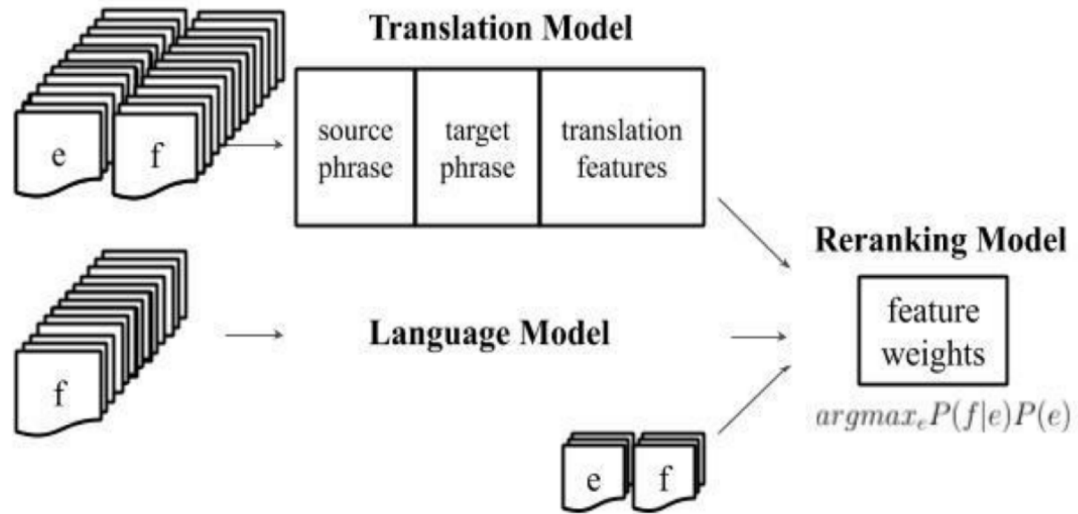 Translation Model
e
f
source phrase
target phrase
translation features
f
Language Model
Reranking Model
feature weights
argmax_e P(f|e)P(e)
e
f